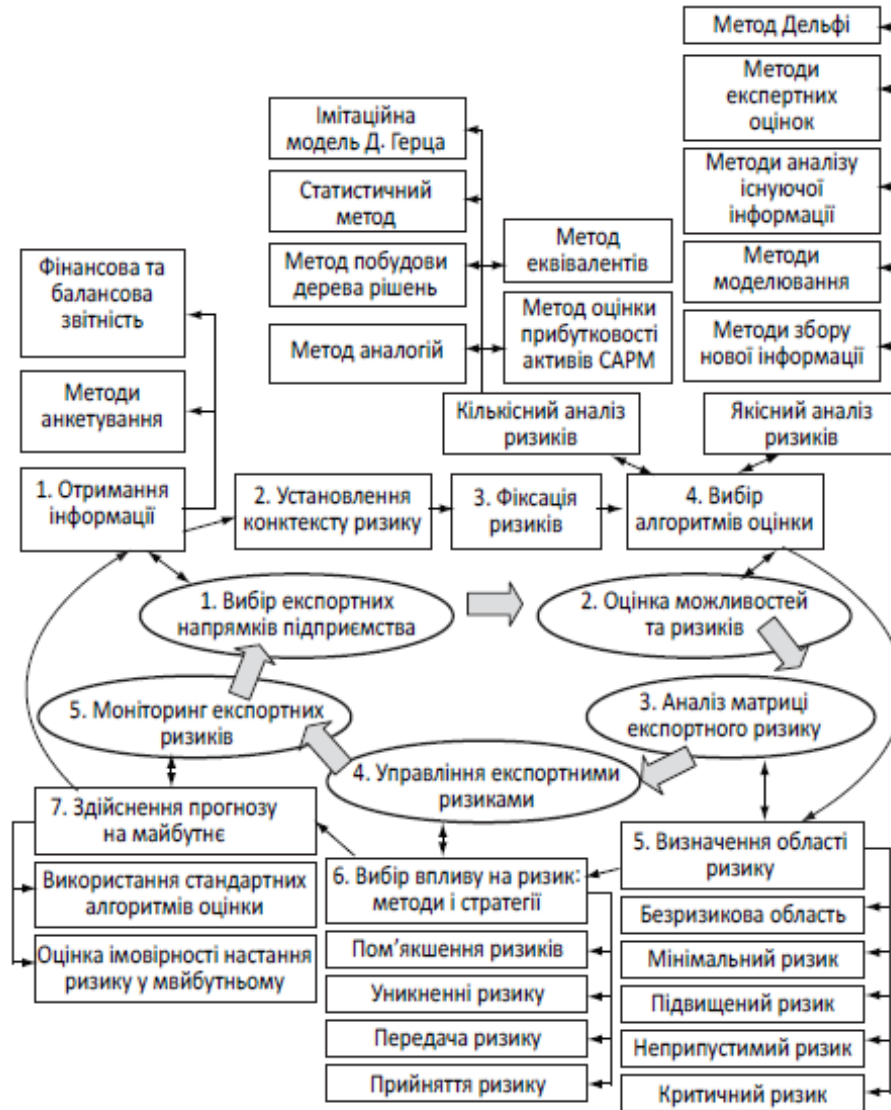 Метод Дельфі
Методи
експертних
оцінок
Методи аналізу
існуючої
інформації
Методи
моделювання
Методи збору
нової інформації
Імітаційна
модель Д. Герца
Статистичний
метод
Метод побудови
дерева рішень
Метод аналогій
Метод
еквівалентів
Метод оцінки
прибутковості
активів САРМ
Фінансова та
балансова
звітність
Методи
анкетування
Кількісний аналіз
ризиків
Якісний аналіз
ризиків
1. Отримання
інформації
2. Установлення
конктексту ризику
3. Фіксація
ризиків
4. Вибір
алгоритмів оцінки
1. Вибір експортних
напрямків підприємства
2. Оцінка можливостей
та ризиків
5. Моніторинг експортних
ризиків
3. Аналіз матриці
експортного ризику
4. Управління експортними
ризиками
7. Здійснення прогнозу
на майбутнє
Використання стандартних
алгоритмів оцінки
Оцінка імовірності настання
ризику у мвйбутньому
6. Вибір впливу на ризик:
методи і стратегії
Пом’якшення ризиків
Уникненні ризику
Передача ризику
Прийняття ризику
5. Визначення області
ризику
Безризикова область
Мінімальний ризик
Підвищений ризик
Неприпустимий ризик
Критичний ризик